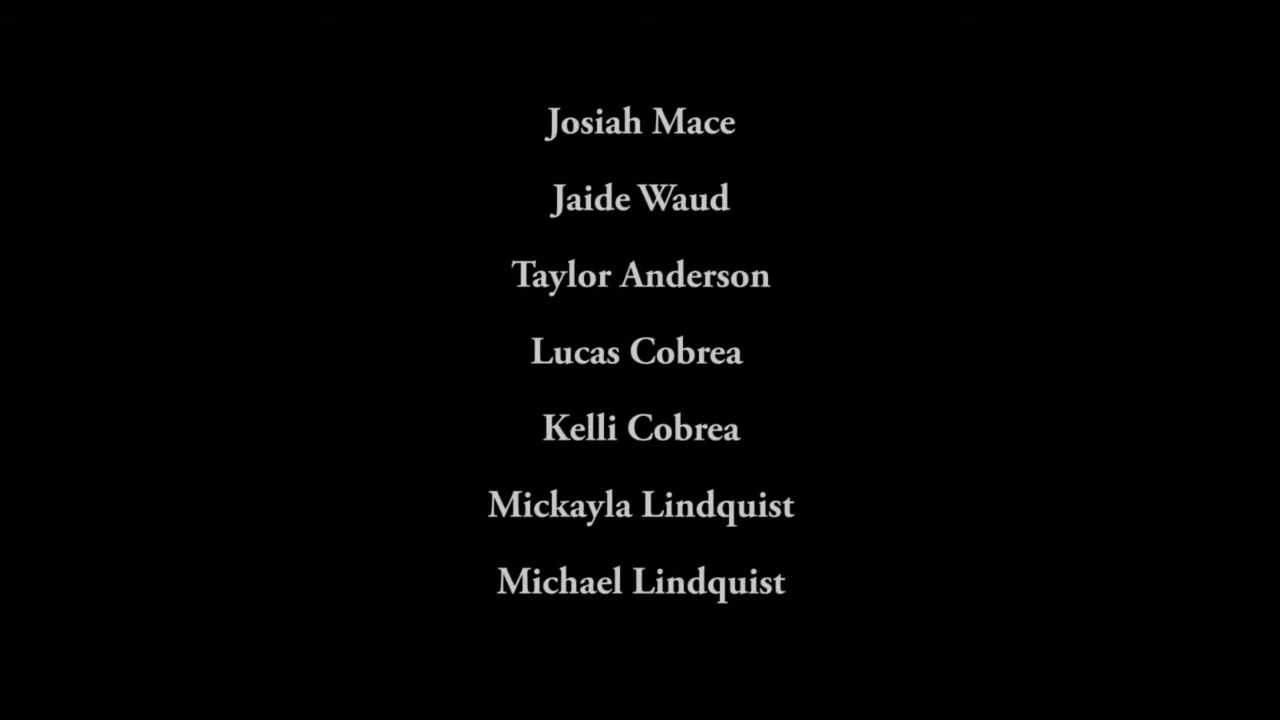 Josiah Mace
Jaide Waud
Taylor Anderson
Lucas Cobrea
Kelli Cobrea
Mickayla Lindquist
Michael Lindquist